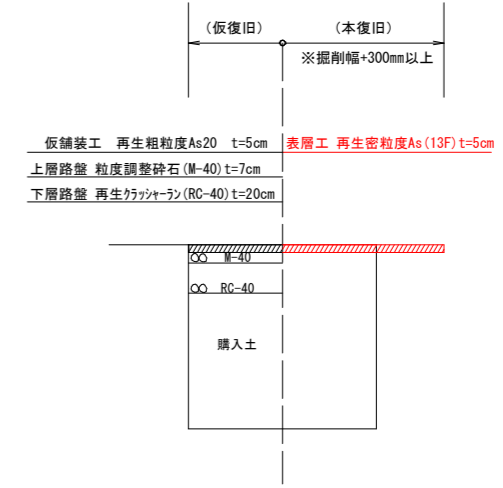 (仮復旧) (本復旧)
※掘削幅+300mm以上
仮舗装工 再生粗粒度As20 t=5cm 表層工 再生密粒度As(13F)t=5cm
上層路盤 粒度調整砕石(M-40)t=7cm
下層路盤 再生クラッシャーラン(RC-40)t=20cm
M-40
RC-40
購入土